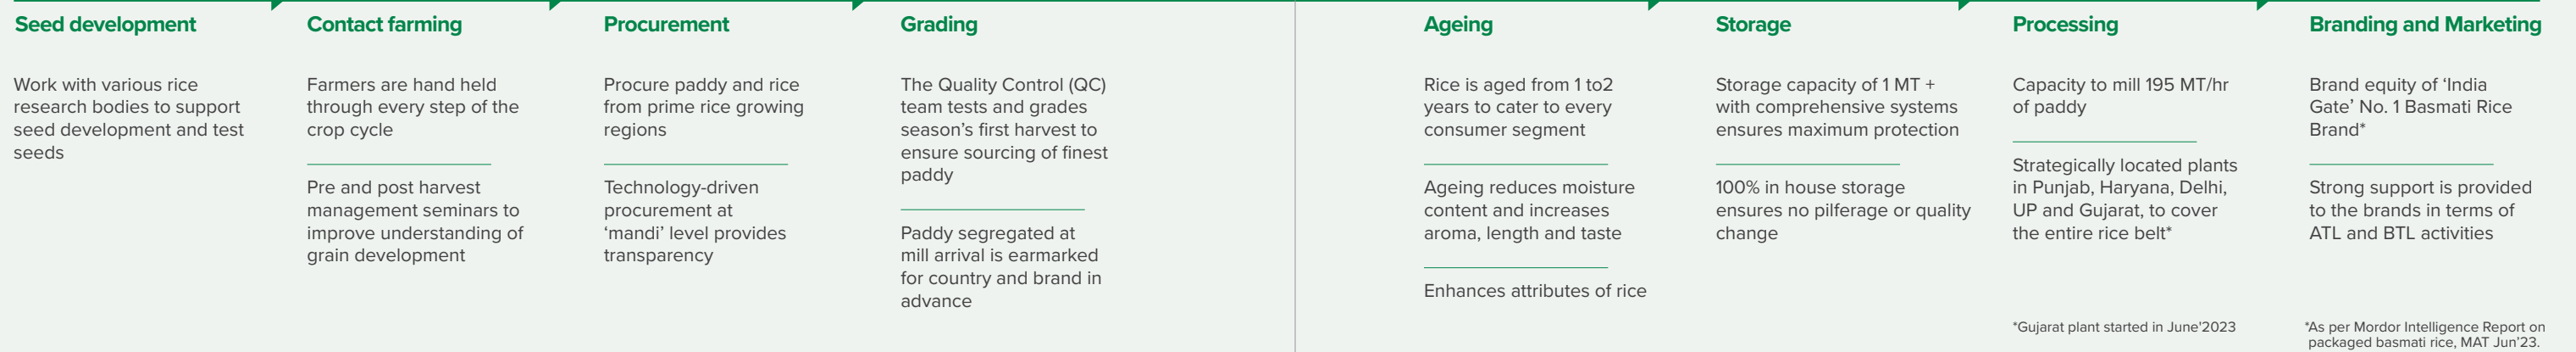 Seed development
Work with various rice
research bodies to support
seed development and test
seeds
Contact farming
Farmers are hand held
through every step of the
crop cycle
Pre and post harvest
management seminars to
improve understanding of
grain development
Procurement
Procure paddy and rice
from prime rice growing
regions
Technology-driven
procurement at
‘mandi’ level provides
transparency
Grading
The Quality Control (QC)
team tests and grades
season’s first harvest to
ensure sourcing of finest
paddy
Paddy segregated at
mill arrival is earmarked
for country and brand in
advance
Ageing
Rice is aged from 1 to2
years to cater to every
consumer segment
Ageing reduces moisture
content and increases
aroma, length and taste
Enhances attributes of rice
Storage
Storage capacity of 1 MT +
with comprehensive systems
ensures maximum protection
100% in house storage
ensures no pilferage or quality
change
Processing
Capacity to mill 195 MT/hr
of paddy
Strategically located plants
in Punjab, Haryana, Delhi,
UP and Gujarat, to cover
the entire rice belt*
*Gujarat plant started in June'2023
Branding and Marketing
Brand equity of ‘India
Gate’ No. 1 Basmati Rice
Brand*
Strong support is provided
to the brands in terms of
ATL and BTL activities
*As per Mordor Intelligence Report on
packaged basmati rice, MAT Jun’23.